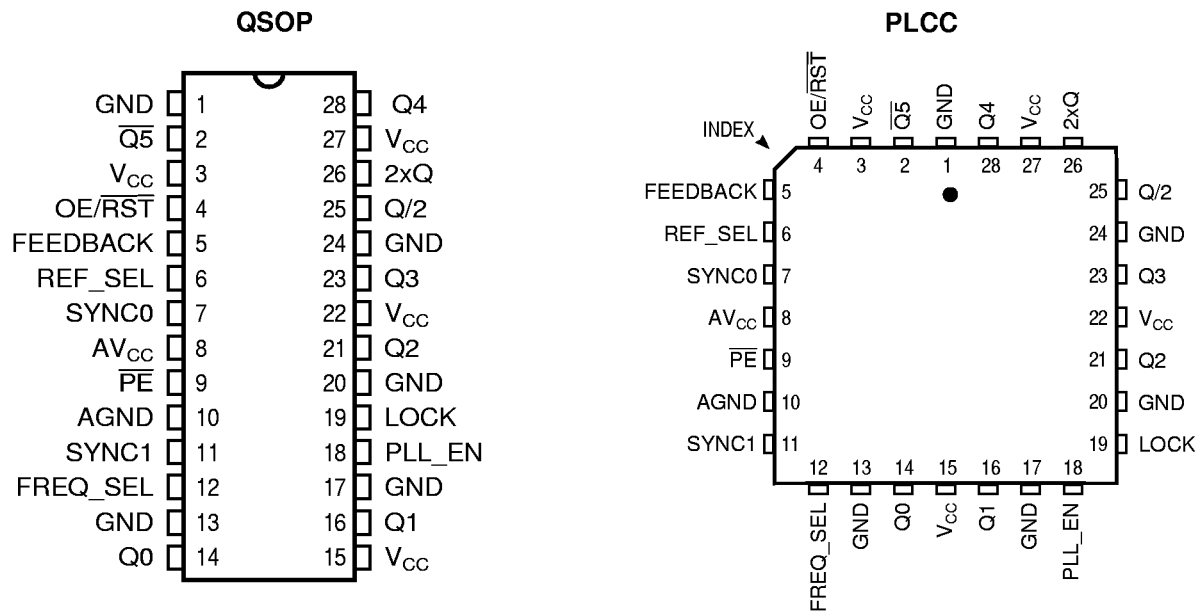 QSOP
GND 1 28 Q4
Q5 2 27 VCC
VCC 3 26 2xQ
OE/RST 4 25 Q/2
FEEDBACK 5 24 GND
REF_SEL 6 23 Q3
SYNC0 7 22 VCC
AVCC 8 21 Q2
PE 9 20 GND
AGND 10 19 LOCK
SYNC1 11 18 PLL_EN
FREQ_SEL 12 17 GND
GND 13 16 Q1
Q0 14 15 VCC
PLCC
INDEX
OE/RST VCC Q5 GND Q4 VCC 2xQ
4 3 2 1 28 27 26
FEEDBACK 5 25 Q/2
REF_SEL 6 24 GND
SYNC0 7 23 Q3
AVCC 8 22 VCC
PE 9 21 Q2
AGND 10 20 GND
SYNC1 11 19 LOCK
12 13 14 15 16 17 18
FREQ_SEL GND Q0 VCC Q1 GND PLL_EN